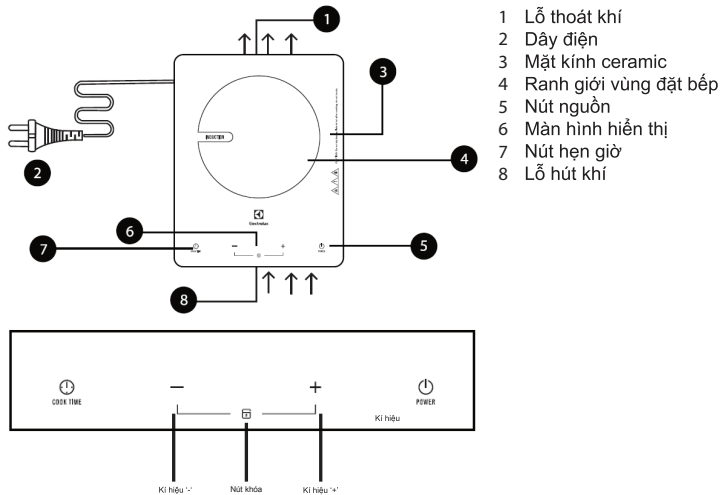 1
1 Lỗ thoát khí
2 Dây điện
3 Mặt kính ceramic
4 Ranh giới vùng đặt bếp
5 Nút nguồn
6 Màn hình hiển thị
7 Nút hẹn giờ
8 Lỗ hút khí
3
INDUCTION
2
4
Electrolux
6
7
5
− +
8
COOK TIME
− +
POWER
Kí hiệu
Kí hiệu ‘-’
Nút khóa
Kí hiệu ‘+’